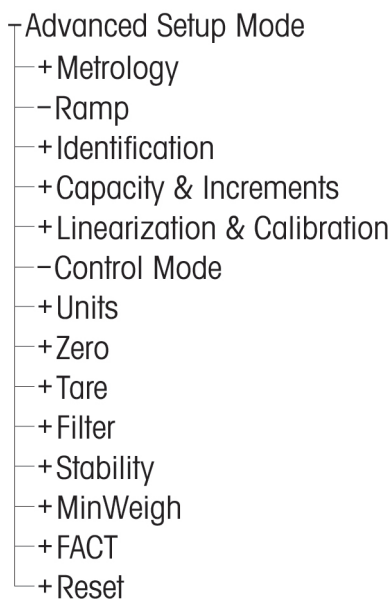 –Advanced Setup Mode
+Metrology
–Ramp
+Identification
+Capacity & Increments
+Linearization & Calibration
–Control Mode
+Units
+Zero
+Tare
+Filter
+Stability
+MinWeigh
+FACT
+Reset